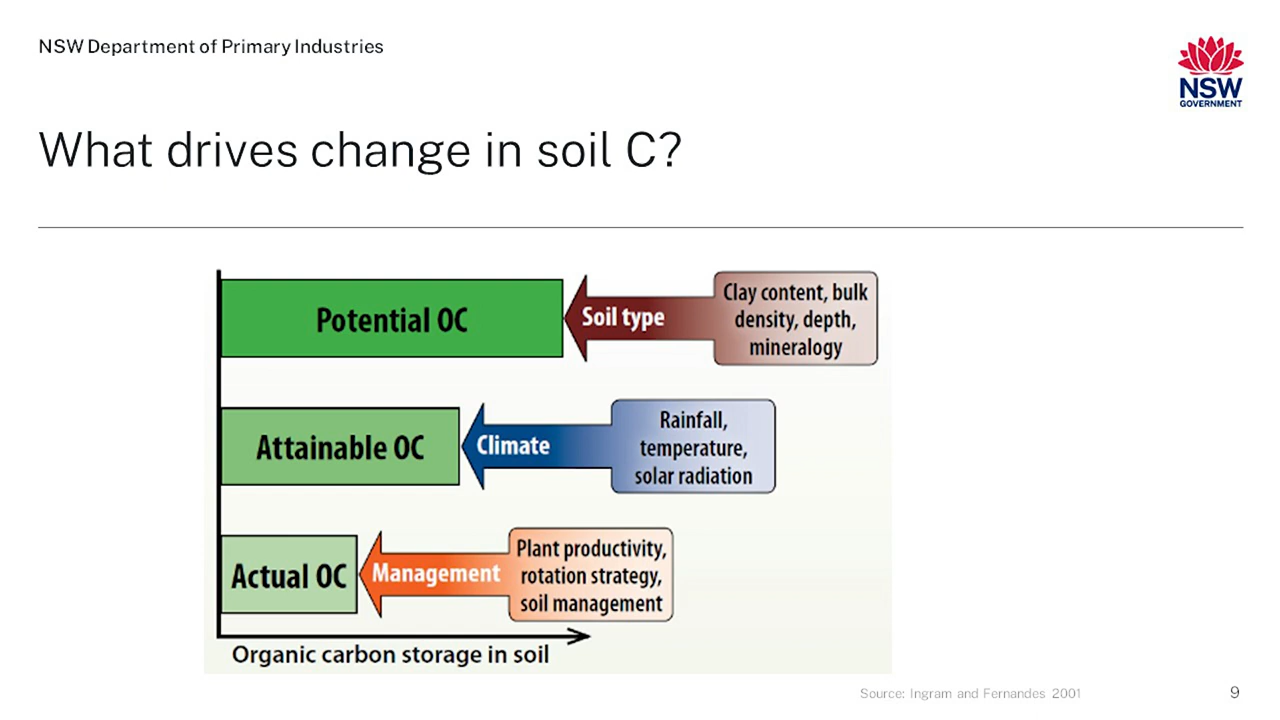 NSW Department of Primary Industries
NSW
GOVERNMENT
What drives change in soil C?
Potential OC
Soil type
Clay content, bulk
density, depth,
mineralogy
Attainable OC
Climate
Rainfall,
temperature,
solar radiation
Actual OC
Management
Plant productivity,
rotation strategy,
soil management
Organic carbon storage in soil
Source: Ingram and Fernandes 2001
9